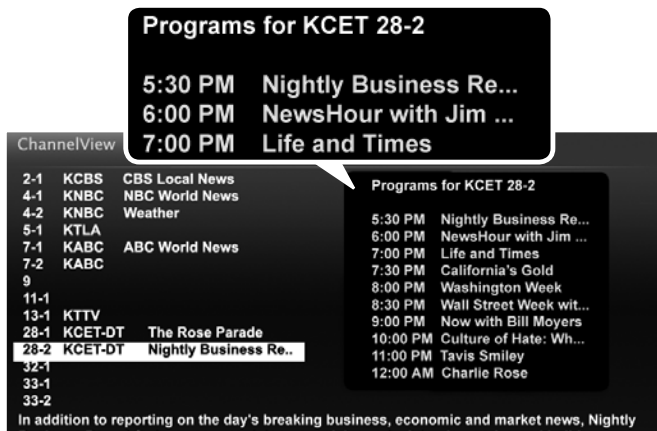 Programs for KCET 28-2
5:30 PM Nightly Business Re...
6:00 PM NewsHour with Jim ...
7:00 PM Life and Times
ChannelView
2-1 KCBS CBS Local News
4-1 KNBC NBC World News
4-2 KNBC Weather
5-1 KTLA
7-1 KABC ABC World News
7-2 KABC
9
11-1
13-1 KTTV
28-1 KCET-DT The Rose Parade
28-2 KCET-DT Nightly Business Re..
32-1
33-1
33-2
Programs for KCET 28-2
5:30 PM Nightly Business Re...
6:00 PM NewsHour with Jim ...
7:00 PM Life and Times
7:30 PM California's Gold
8:00 PM Washington Week
8:30 PM Wall Street Week wit...
9:00 PM Now with Bill Moyers
10:00 PM Culture of Hate: Wh...
11:00 PM Tavis Smiley
12:00 AM Charlie Rose
In addition to reporting on the day's breaking business, economic and market news, Nightly